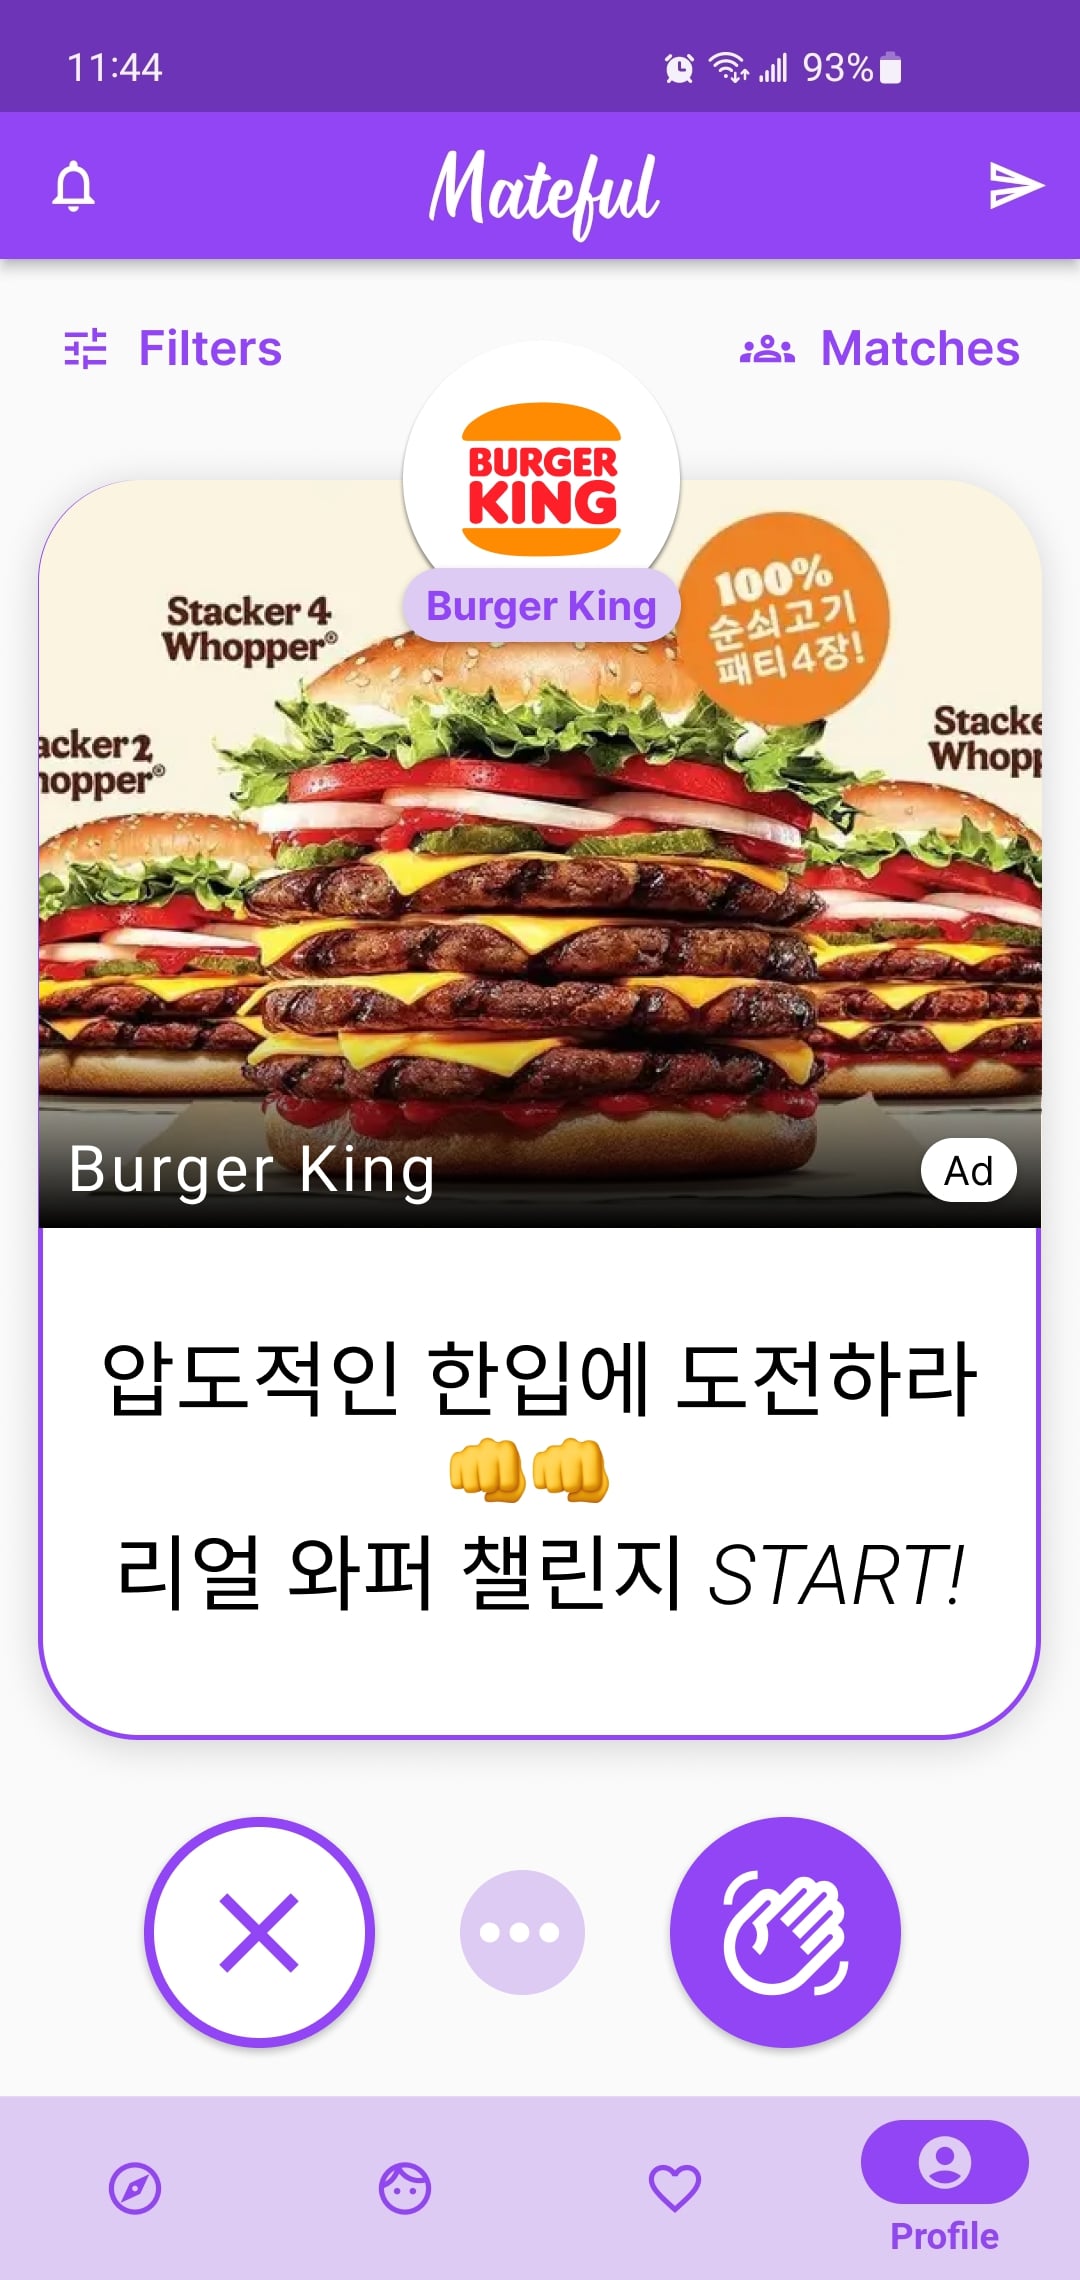 11:44
93%
Mateful
Filters
Matches
BURGER
KING
Burger King
100%
순쇠고기
패티 4장!
Stacker 4
Whopper®
acker 2
hopper®
Stacke
Whopp
Burger King
Ad
압도적인 한입에 도전하라
👊👊
리얼 와퍼 챌린지 START!
Profile